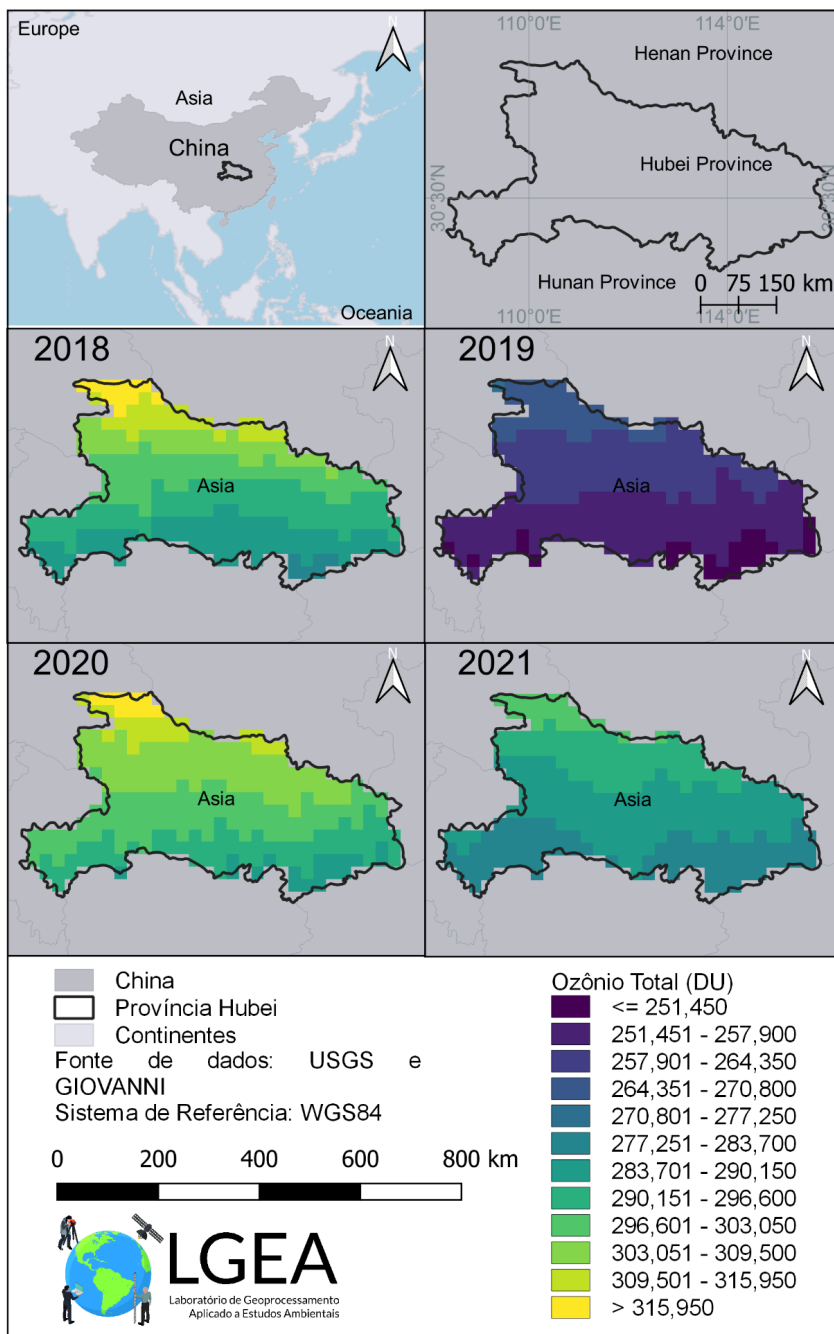 Europe
N
Asia
China
Oceania
110°0'E 114°0'E
Henan Province
Hubei Province
30°30'N 30°30'N
Hunan Province
0 75 150 km
110°0'E 114°0'E
2018
N
Asia
2019
N
Asia
2020
N
Asia
2021
N
Asia
China
Província Hubei
Continentes
Fonte de dados: USGS e
GIOVANNI
Sistema de Referência: WGS84
0 200 400 600 800 km
LGEA
Laboratório de Geoprocessamento
Aplicado a Estudos Ambientais
Ozônio Total (DU)
<= 251,450
251,451 - 257,900
257,901 - 264,350
264,351 - 270,800
270,801 - 277,250
277,251 - 283,700
283,701 - 290,150
290,151 - 296,600
296,601 - 303,050
303,051 - 309,500
309,501 - 315,950
> 315,950